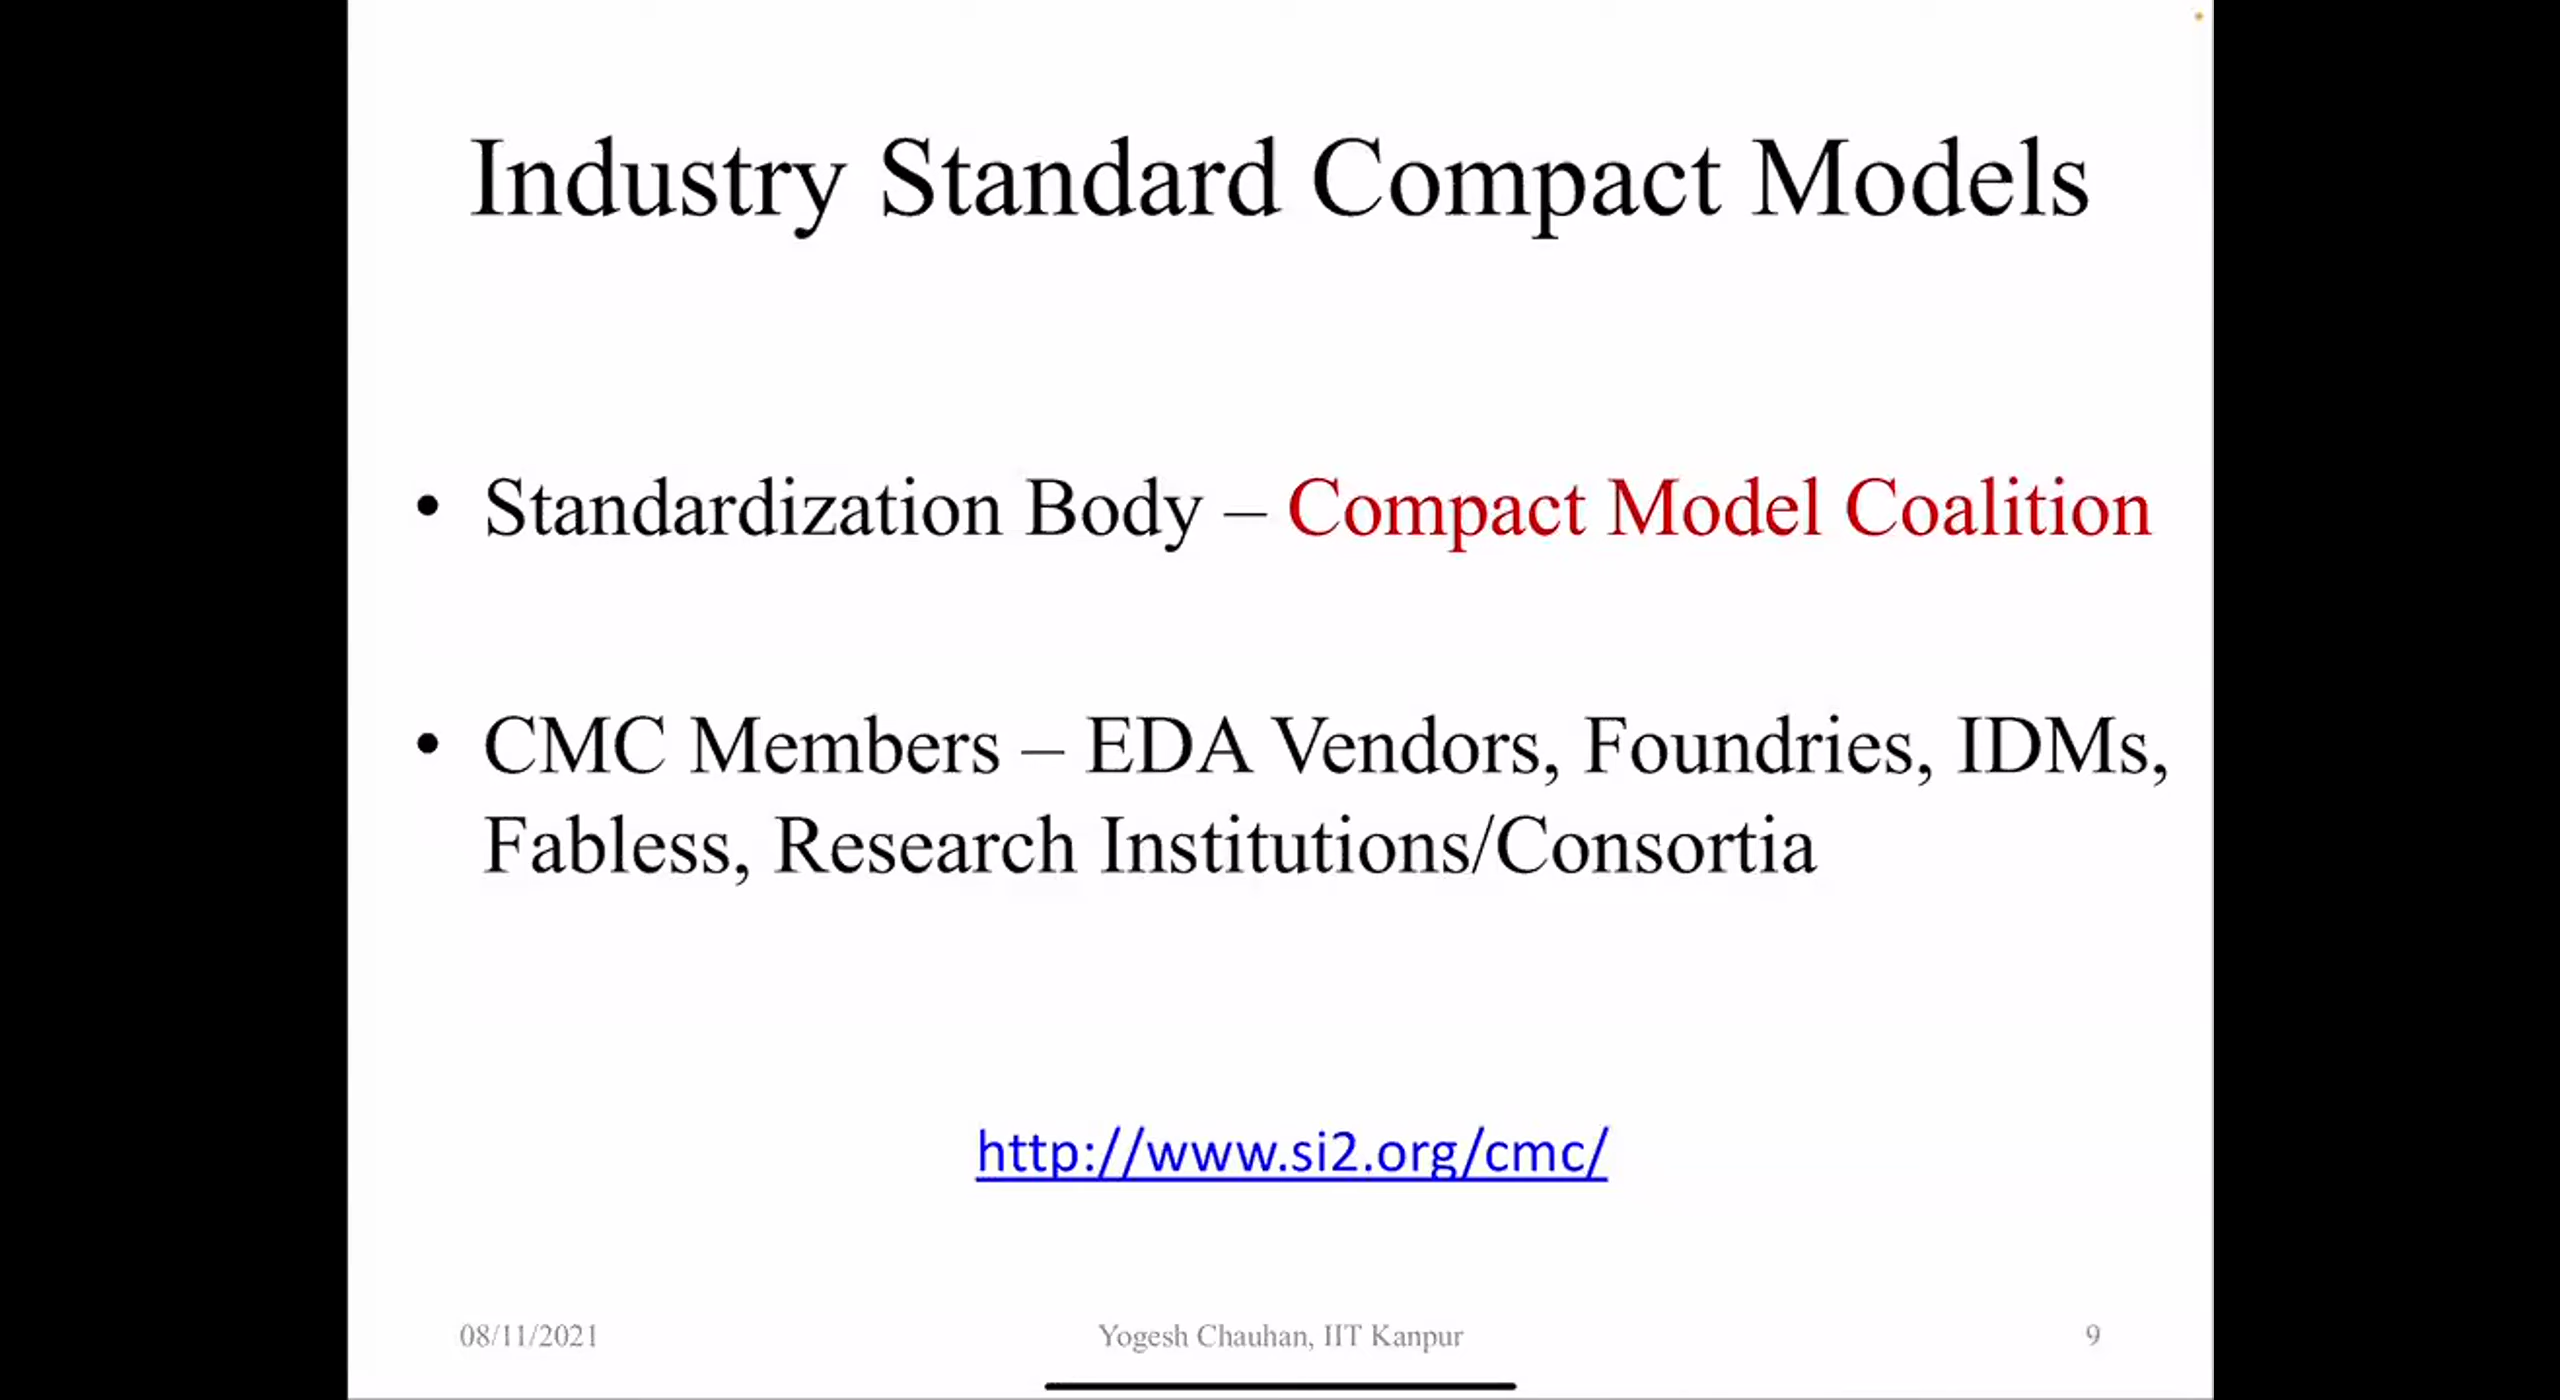 Industry Standard Compact Models
• Standardization Body – Compact Model Coalition
• CMC Members – EDA Vendors, Foundries, IDMs,
Fabless, Research Institutions/Consortia
http://www.si2.org/cmc/
08/11/2021
Yogesh Chauhan, IIT Kanpur
9